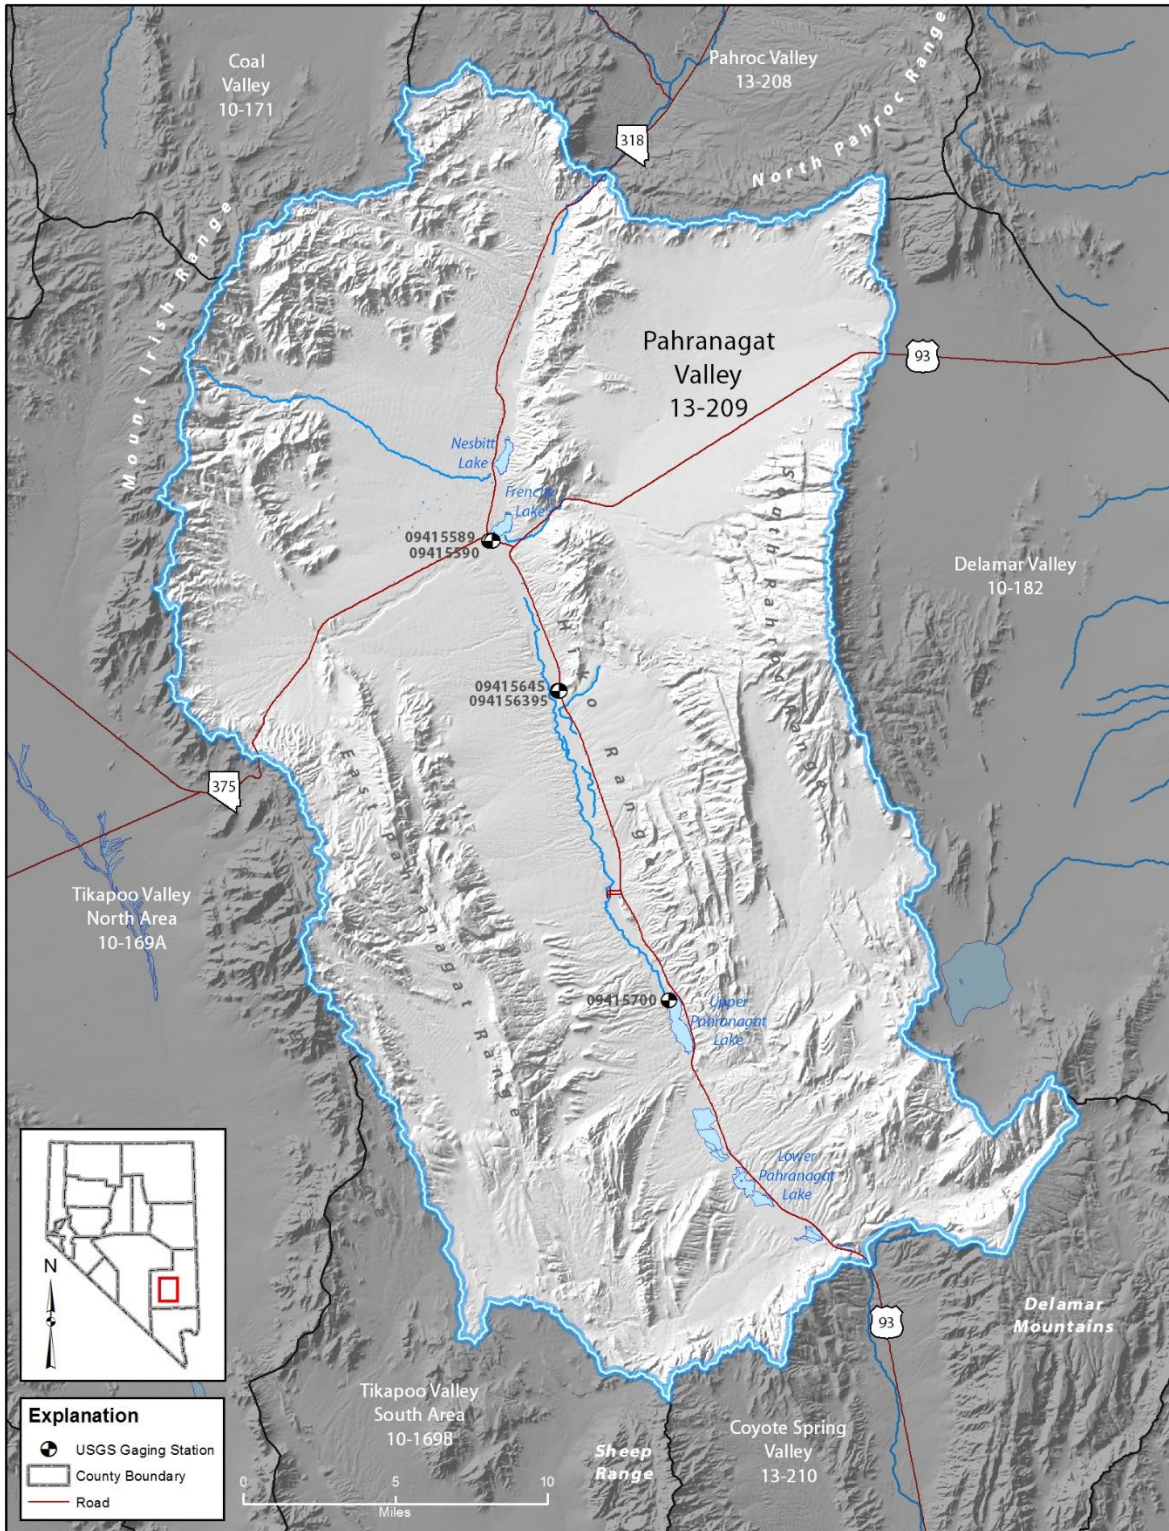 Coal
Valley
10-171
Pahroc Valley
13-208
318
North Pahroc Range
Mount Irish Range
Pahranagat
Valley
13-209
93
Nesbitt
Lake
Frenchy
Lake
09415589
09415590
South Pahroc Range
Delamar Valley
10-182
Hiko Range
09415645
094156395
375
East Pahranagat Range
Tikapoo Valley
North Area
10-169A
09415700
Upper
Pahranagat
Lake
Lower
Pahranagat
Lake
N
Delamar
Mountains
93
Tikapoo Valley
South Area
10-169B
Sheep
Range
Coyote Spring
Valley
13-210
Explanation
USGS Gaging Station
County Boundary
Road
0 5 10
Miles